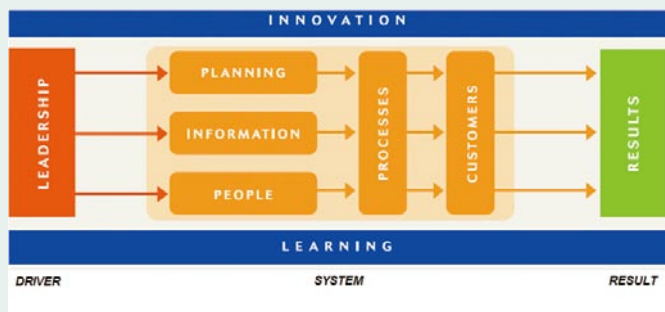 INNOVATION
LEADERSHIP
PLANNING
INFORMATION
PEOPLE
PROCESSES
CUSTOMERS
RESULTS
LEARNING
DRIVER
SYSTEM
RESULT